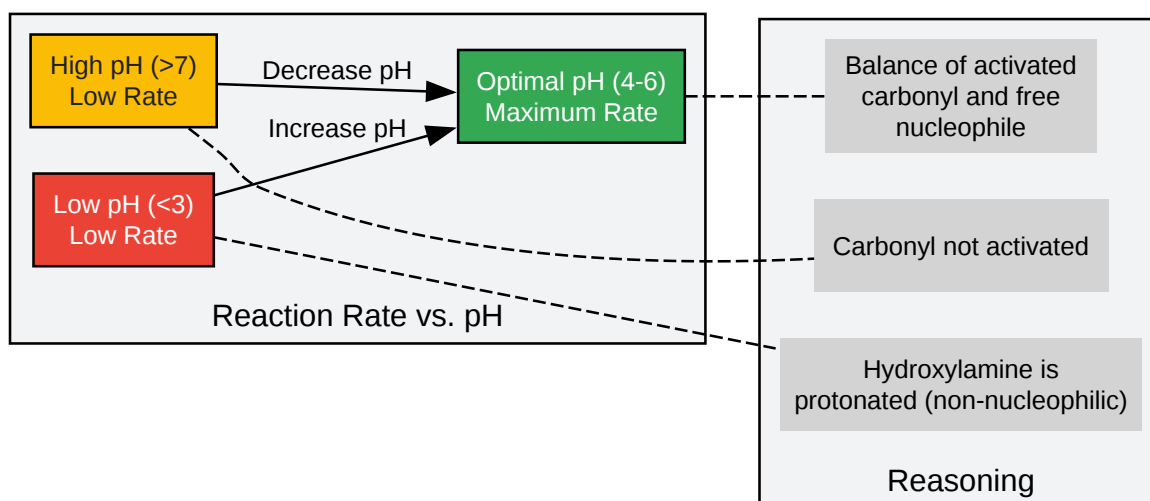 High pH (>7)
Low Rate
Decrease pH
Increase pH
Optimal pH (4-6)
Maximum Rate
Low pH (<3)
Low Rate
Reaction Rate vs. pH
Balance of activated
carbonyl and free
nucleophile
Carbonyl not activated
Hydroxylamine is
protonated (non-nucleophilic)
Reasoning